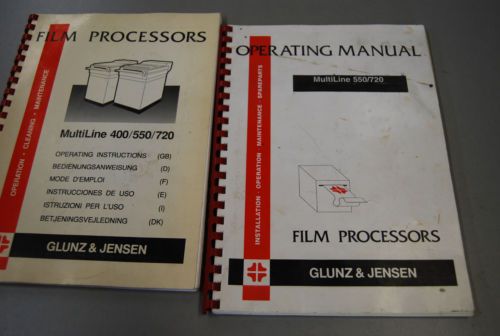 FILM PROCESSORS
OPERATION · CLEANING · MAINTENANCE
MultiLine 400/550/720
OPERATING INSTRUCTIONS (GB)
BEDIENUNGSANWEISUNG (D)
MODE D'EMPLOI (F)
INSTRUCCIONES DE USO (E)
ISTRUZIONI PER L'USO (I)
BETJENINGSVEJLEDNING (DK)
GLUNZ & JENSEN
OPERATING MANUAL
MultiLine 550/720
INSTALLATION · OPERATION · MAINTENANCE · SPAREPARTS
FILM PROCESSORS
GLUNZ & JENSEN